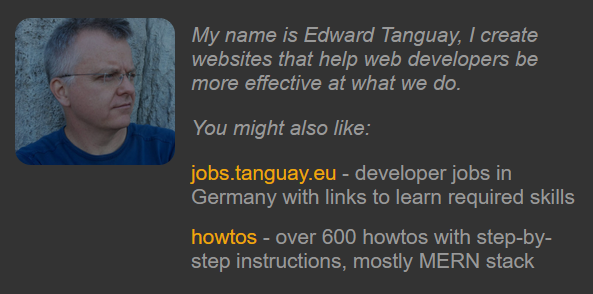 My name is Edward Tanguay, I create
websites that help web developers be
more effective at what we do.
You might also like:
jobs.tanguay.eu - developer jobs in
Germany with links to learn required skills
howtos - over 600 howtos with step-by-
step instructions, mostly MERN stack